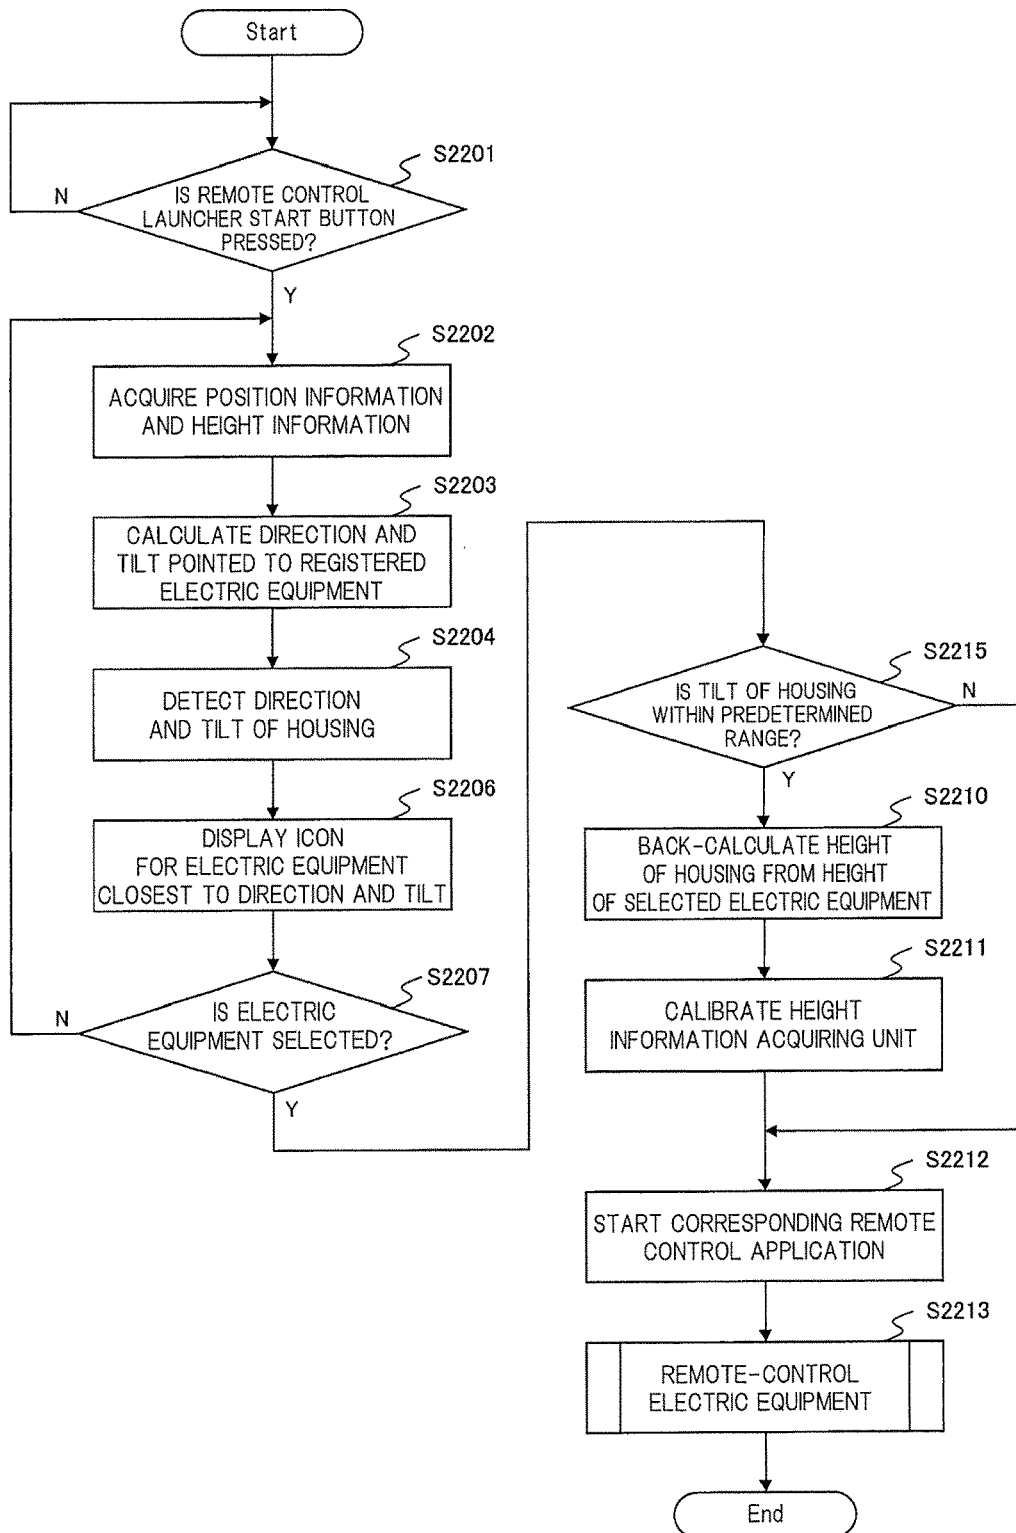 Start
S2201
IS REMOTE CONTROL
LAUNCHER START BUTTON
PRESSED?
N
Y
S2202
ACQUIRE POSITION INFORMATION
AND HEIGHT INFORMATION
S2203
CALCULATE DIRECTION AND
TILT POINTED TO REGISTERED
ELECTRIC EQUIPMENT
S2204
DETECT DIRECTION
AND TILT OF HOUSING
S2206
DISPLAY ICON
FOR ELECTRIC EQUIPMENT
CLOSEST TO DIRECTION AND TILT
S2207
IS ELECTRIC
EQUIPMENT SELECTED?
N
Y
S2215
IS TILT OF HOUSING
WITHIN PREDETERMINED
RANGE?
N
Y
S2210
BACK-CALCULATE HEIGHT
OF HOUSING FROM HEIGHT
OF SELECTED ELECTRIC EQUIPMENT
S2211
CALIBRATE HEIGHT
INFORMATION ACQUIRING UNIT
S2212
START CORRESPONDING REMOTE
CONTROL APPLICATION
S2213
REMOTE-CONTROL
ELECTRIC EQUIPMENT
End